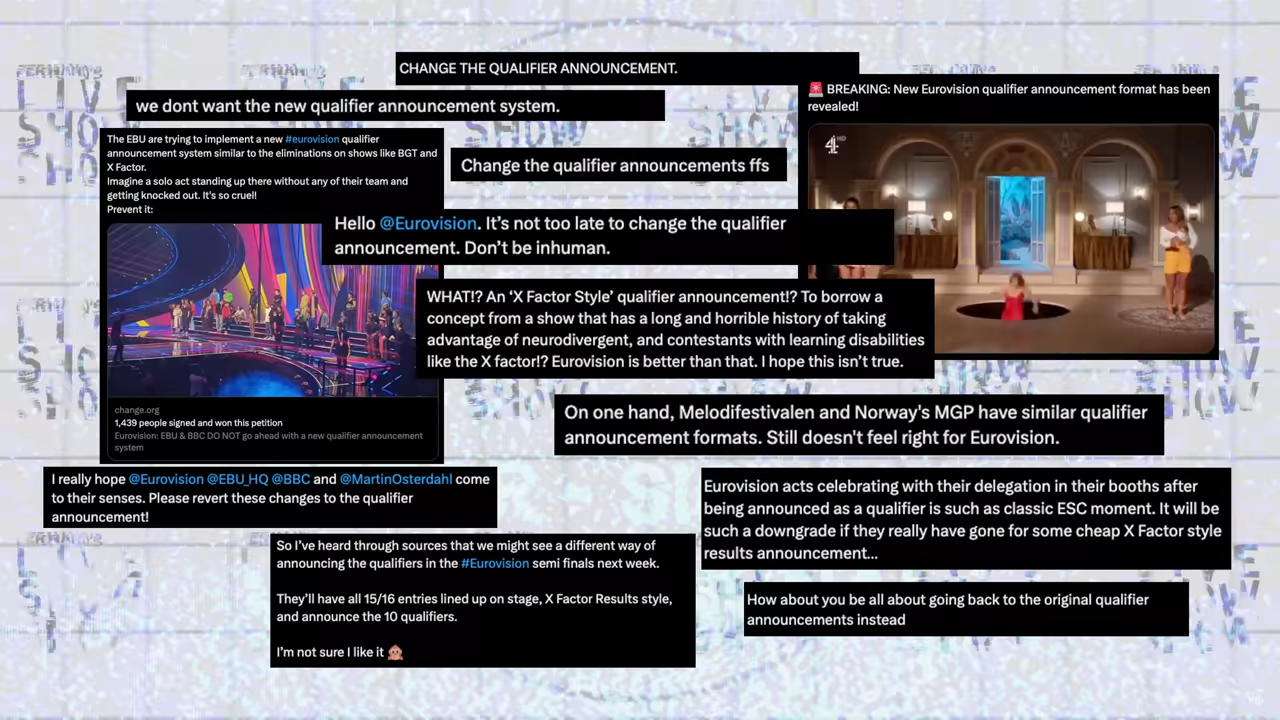 CHANGE THE QUALIFIER ANNOUNCEMENT.
we dont want the new qualifier announcement system.
🚨 BREAKING: New Eurovision qualifier announcement format has been
revealed!
4HD
The EBU are trying to implement a new #eurovision qualifier
announcement system similar to the eliminations on shows like BGT and
X Factor.
Imagine a solo act standing up there without any of their team and
getting knocked out. It's so cruel!
Prevent it:
change.org
1,439 people signed and won this petition
Eurovision: EBU & BBC DO NOT go ahead with a new qualifier announcement
system
Change the qualifier announcements ffs
Hello @Eurovision. It's not too late to change the qualifier
announcement. Don't be inhuman.
WHAT!? An 'X Factor Style' qualifier announcement!? To borrow a
concept from a show that has a long and horrible history of taking
advantage of neurodivergent, and contestants with learning disabilities
like the X factor!? Eurovision is better than that. I hope this isn't true.
On one hand, Melodifestivalen and Norway's MGP have similar qualifier
announcement formats. Still doesn't feel right for Eurovision.
I really hope @Eurovision @EBU_HQ @BBC and @MartinOsterdahl come
to their senses. Please revert these changes to the qualifier
announcement!
Eurovision acts celebrating with their delegation in their booths after
being announced as a qualifier is such as classic ESC moment. It will be
such a downgrade if they really have gone for some cheap X Factor style
results announcement...
So I've heard through sources that we might see a different way of
announcing the qualifiers in the #Eurovision semi finals next week.
They'll have all 15/16 entries lined up on stage, X Factor Results style,
and announce the 10 qualifiers.
I'm not sure I like it 🙊
How about you be all about going back to the original qualifier
announcements instead
LIVE
SHOW